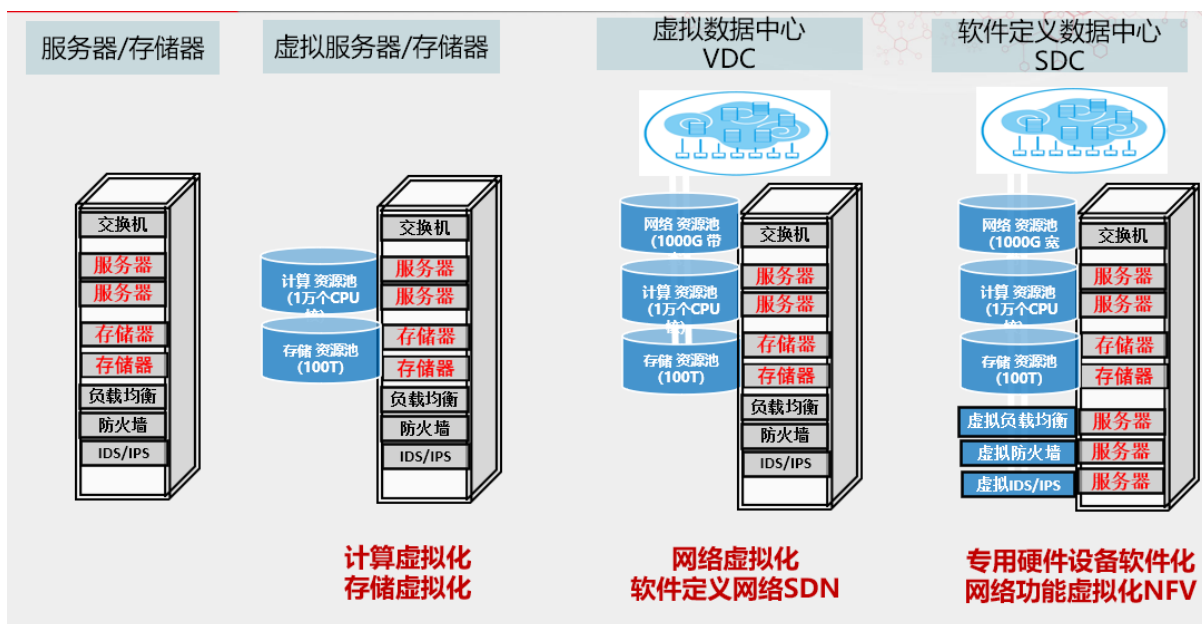 服务器/存储器
交换机
服务器
服务器
存储器
存储器
负载均衡
防火墙
IDS/IPS
虚拟服务器/存储器
计算 资源池
(1万个CPU
存储 资源池
(100T)
交换机
服务器
服务器
存储器
存储器
负载均衡
防火墙
IDS/IPS
计算虚拟化
存储虚拟化
虚拟数据中心
VDC
网络 资源池
(1000G 带
计算 资源池
(1万个CPU
存储 资源池
(100T)
交换机
服务器
服务器
存储器
存储器
负载均衡
防火墙
IDS/IPS
网络虚拟化
软件定义网络SDN
软件定义数据中心
SDC
网络 资源池
(1000G 宽
计算 资源池
(1万个CPU
存储 资源池
(100T)
虚拟负载均衡
虚拟防火墙
虚拟IDS/IPS
交换机
服务器
服务器
存储器
存储器
服务器
服务器
服务器
专用硬件设备软件化
网络功能虚拟化NFV